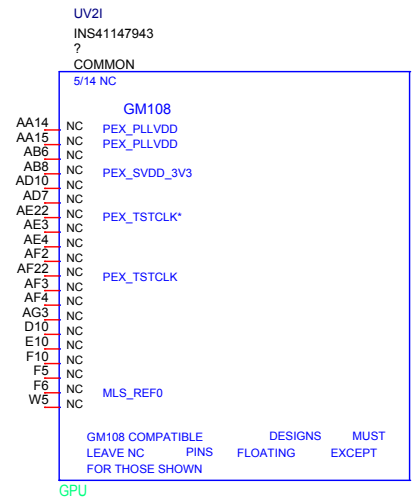 UV2I
INS41147943
?
COMMON
5/14 NC
GM108
AA14 NC PEX_PLLVDD
AA15 NC PEX_PLLVDD
AB6 NC
AB8 NC PEX_SVDD_3V3
AD10 NC
AD7 NC
AE22 NC PEX_TSTCLK*
AE3 NC
AE4 NC
AF2 NC
AF22 NC PEX_TSTCLK
AF3 NC
AF4 NC
AG3 NC
D10 NC
E10 NC
F10 NC
F5 NC
F6 NC MLS_REF0
W5 NC
GM108 COMPATIBLE DESIGNS MUST
LEAVE NC PINS FLOATING EXCEPT
FOR THOSE SHOWN
GPU